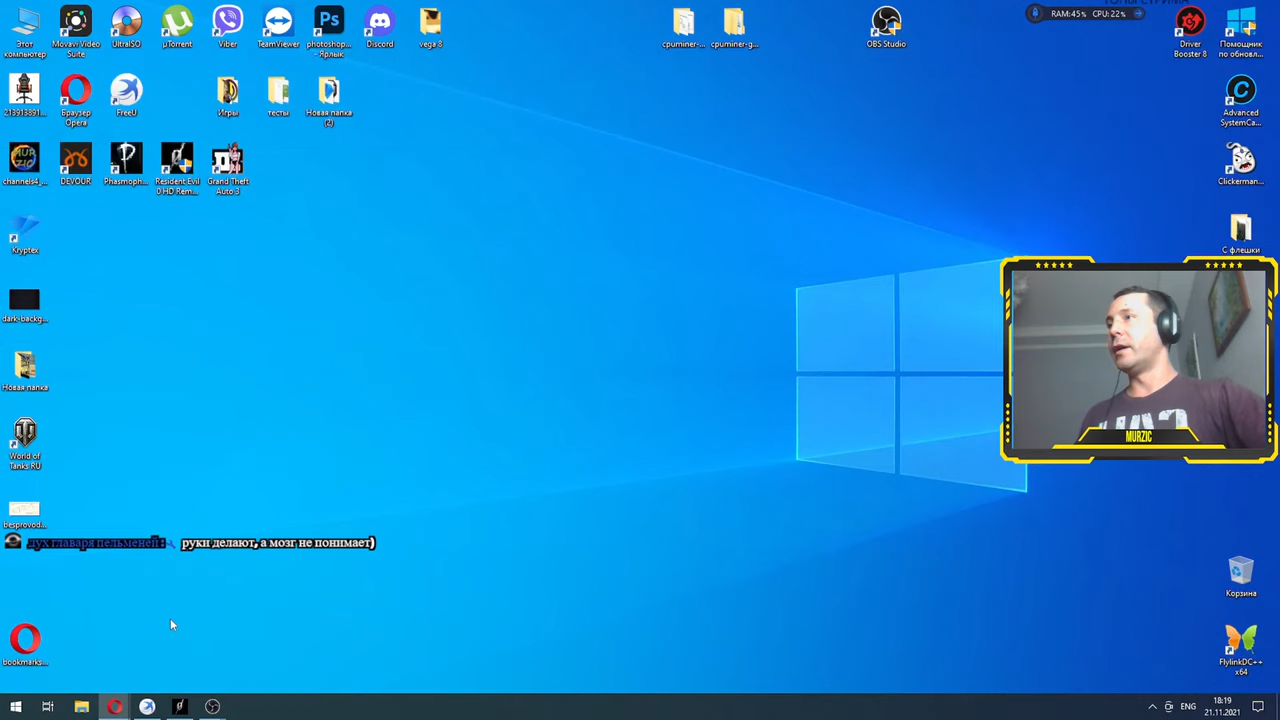 RAM:45% CPU:22%
Этот компьютер
Movavi Video Suite
UltraISO
µTorrent
Viber
TeamViewer
Ps
photoshop... - Ярлык
Discord
vega 8
cpuminer-...
cpuminer-g...
OBS Studio
Driver Booster 8
Помощник по обновл...
213913891...
Браузер Opera
FreeU
Игры
тесты
Новая папка (2)
Advanced SystemCa...
MURZIC
channels4_...
DEVOUR
Phasmoph...
Resident Evil 0 HD Rem...
Grand Theft Auto 3
Clickerman...
Kryptex
С флешки
dark-backg...
Новая папка
World of Tanks RU
MURZIC
besprovod...
дух главаря пельменей: руки делают, а мозг не понимает)
Корзина
bookmarks...
FlylinkDC++ x64
ENG
18:19
21.11.2021